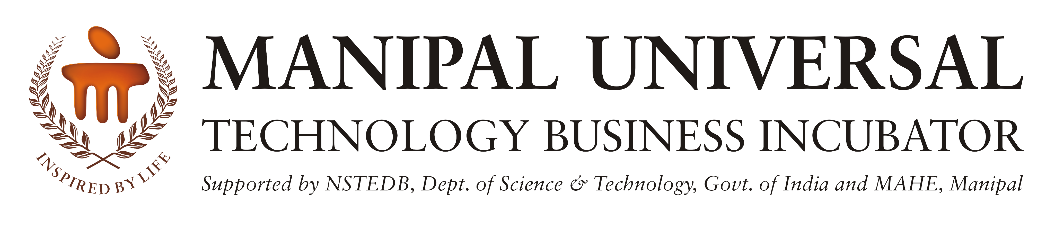 INSPIRED BY LIFE
MANIPAL UNIVERSAL
TECHNOLOGY BUSINESS INCUBATOR
Supported by NSTEDB, Dept. of Science & Technology, Govt. of India and MAHE, Manipal